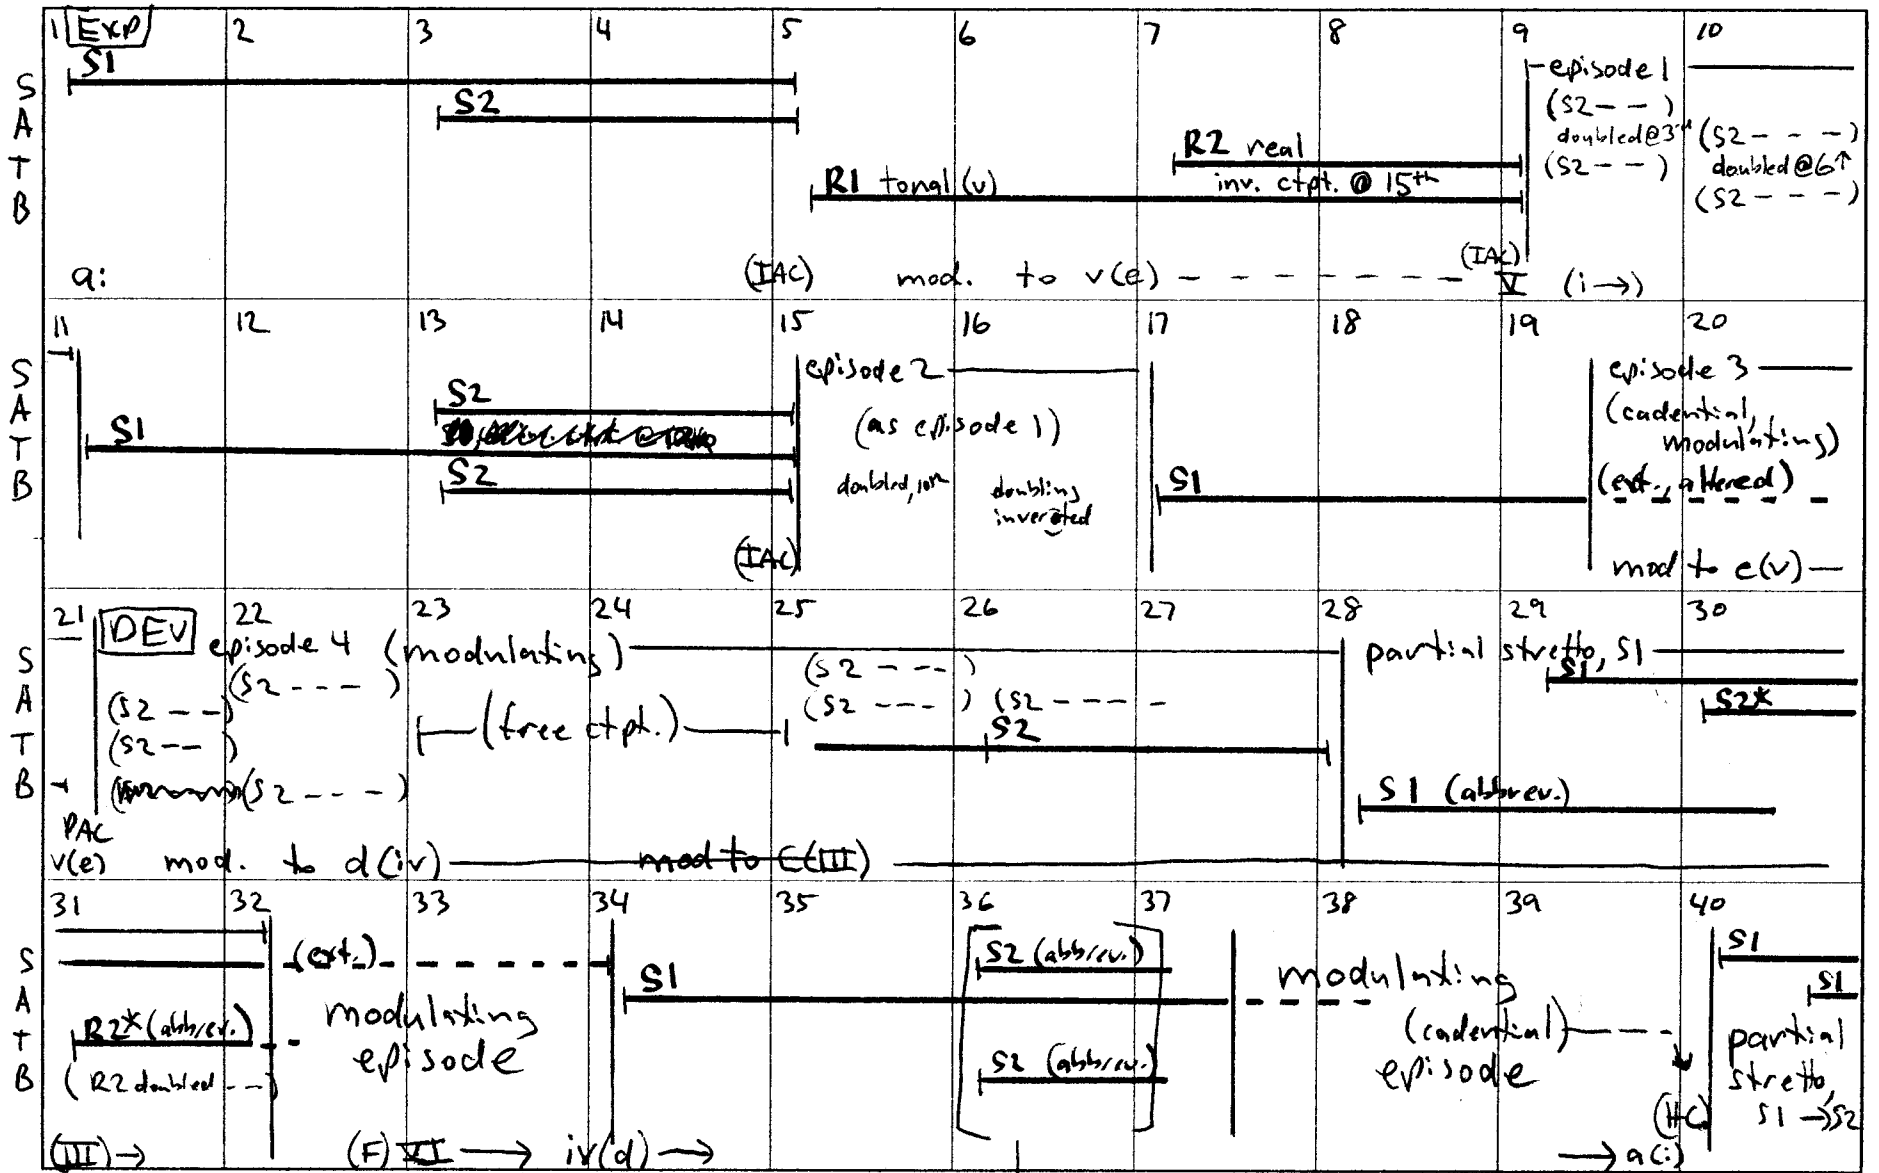 1 EXP 2 3 4 5 6 7 8 9 10
S1
episode 1
S
S2
(S2 - - )
A
doubled @ 3rd (S2 - - - )
R2 real
doubled @ 6 ↑
T
inv. ctpt. @ 15th
(S2 - - )
R1 tonal (v)
(S2 - - - )
B
a: (IAC) mod. to v(e) - - - - - - - (IAC) V (i→)
11 12 13 14 15 16 17 18 19 20
episode 2
episode 3
S
S2
(as episode 1)
(cadential,
A
S1
modulating)
T
S2
doubled, 10th
doubling
inverted
S1
(ext., altered)
B
(IAC)
mod to e(v)
21 DEV 22 23 24 25 26 27 28 29 30
episode 4 (modulating)
partial stretto, S1
S
(S2 - - - )
(S2 - - - )
S1
A
(S2 - - )
(S2 - - - ) (S2 - - - -
S2*
T
(S2 - - )
(free ctpt.)
S2
B
(S2 - - - )
S1 (abbrev.)
PAC
v(e) mod. to d(iv) mod to C(III)
31 32 33 34 35 36 37 38 39 40
S
(ext.)
S2 (abbrev.)
S1
A
S1
modulating
S1
T
R2* (abbrev.)
modulating
episode
(cadential)
episode
partial
stretto,
S1 → S2
B
(R2 doubled - - )
S2 (abbrev.)
(HC)
(III) → (F) VI → iv(d) → → a(i)